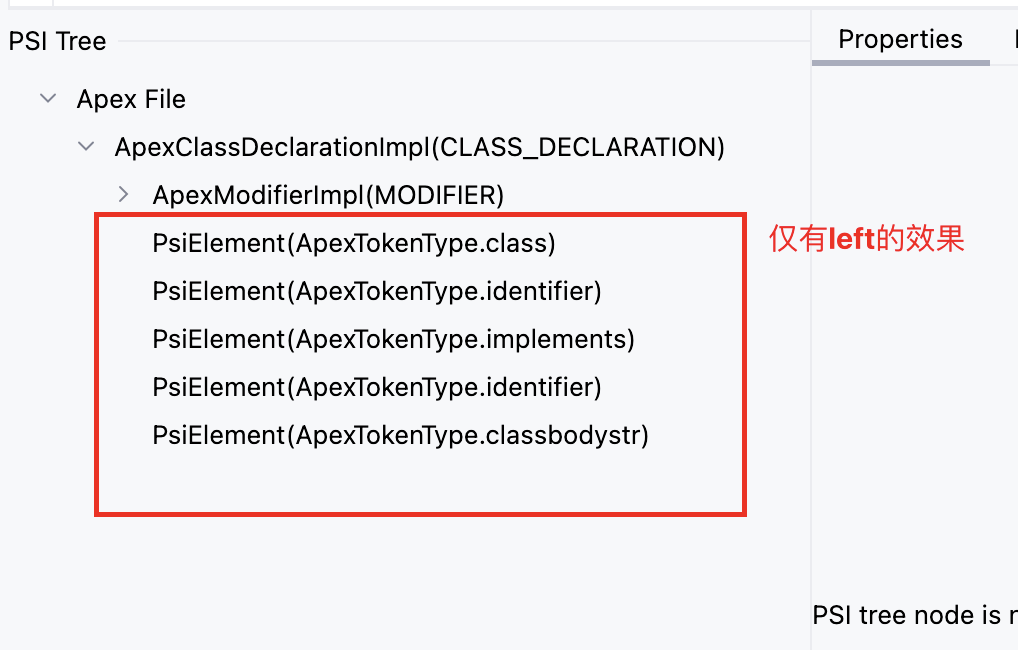 PSI Tree
Properties
Apex File
ApexClassDeclarationImpl(CLASS_DECLARATION)
ApexModifierImpl(MODIFIER)
PsiElement(ApexTokenType.class)
仅有left的效果
PsiElement(ApexTokenType.identifier)
PsiElement(ApexTokenType.implements)
PsiElement(ApexTokenType.identifier)
PsiElement(ApexTokenType.classbodystr)
PSI tree node is